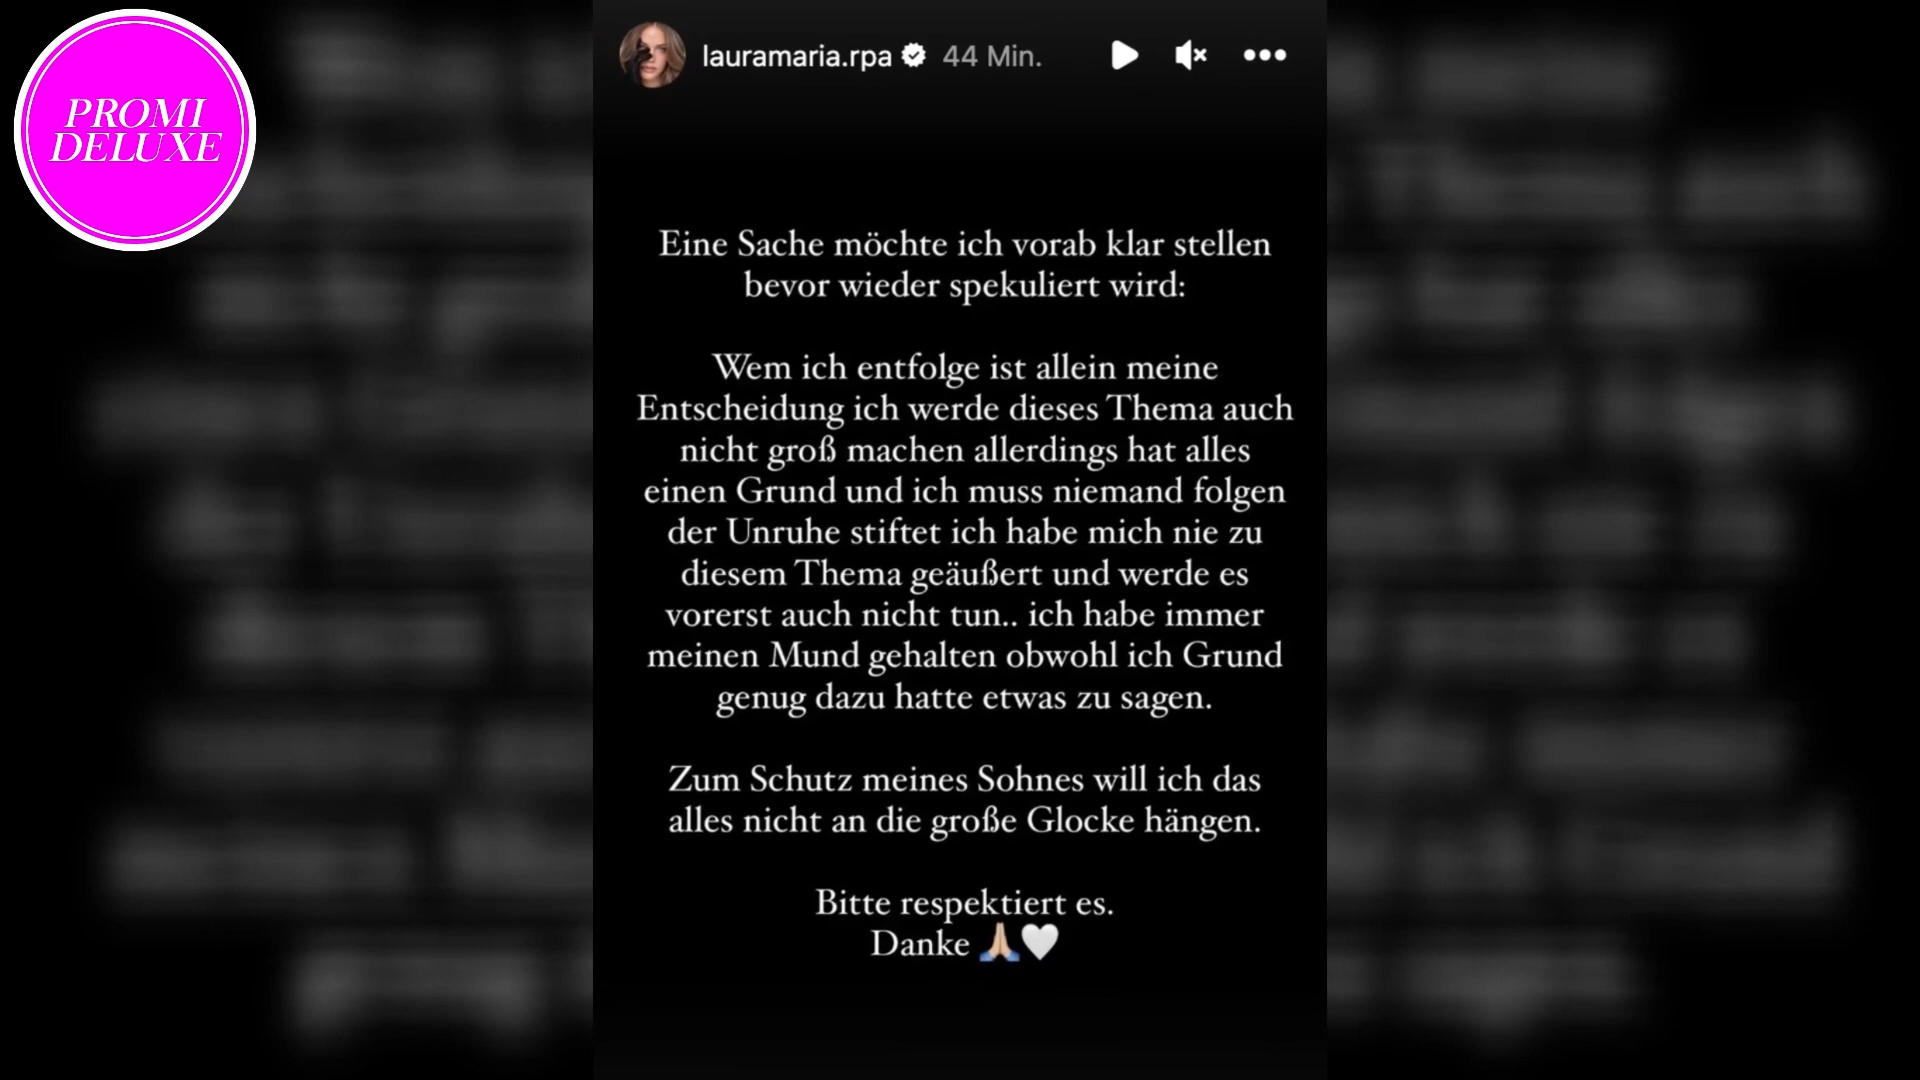 PROMI
DELUXE
lauramaria.rpa 44 Min.
Eine Sache möchte ich vorab klar stellen
bevor wieder spekuliert wird:
Wem ich entfolge ist allein meine
Entscheidung ich werde dieses Thema auch
nicht groß machen allerdings hat alles
einen Grund und ich muss niemand folgen
der Unruhe stiftet ich habe mich nie zu
diesem Thema geäußert und werde es
vorerst auch nicht tun.. ich habe immer
meinen Mund gehalten obwohl ich Grund
genug dazu hatte etwas zu sagen.
Zum Schutz meines Sohnes will ich das
alles nicht an die große Glocke hängen.
Bitte respektiert es.
Danke 🙏🏼🤍